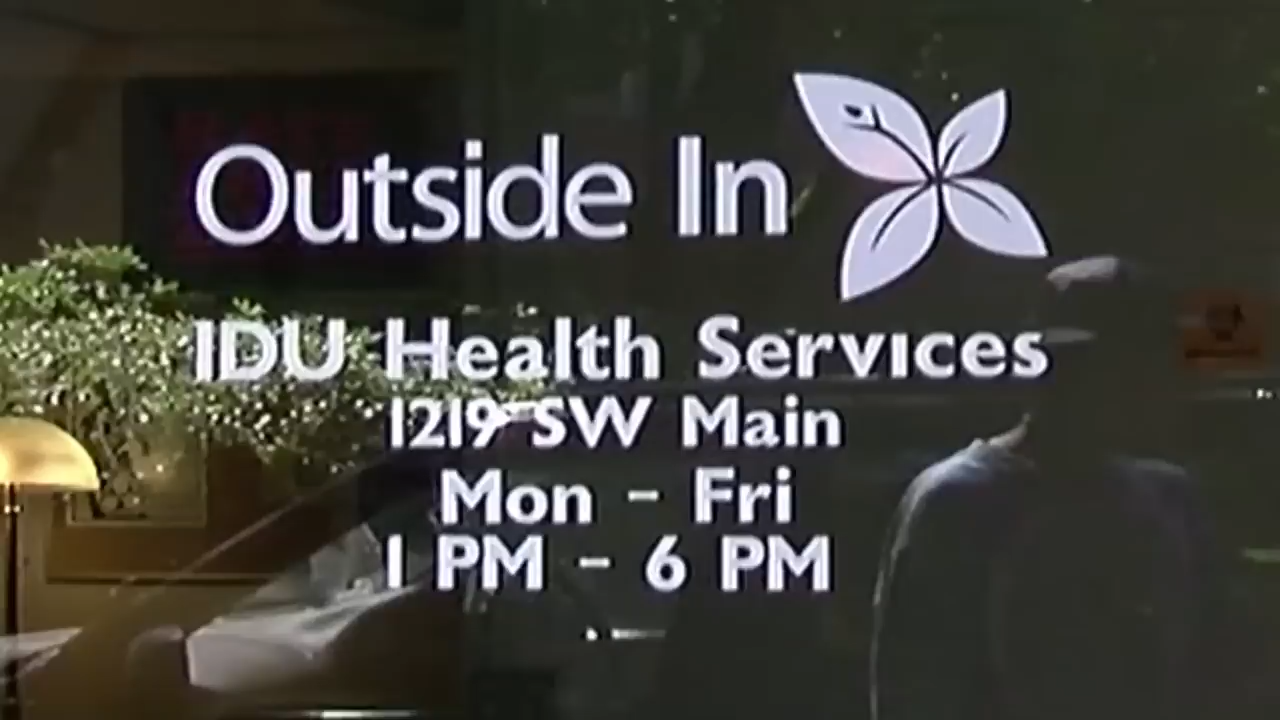 Outside In
IDU Health Services
1219 SW Main
Mon - Fri
1 PM - 6 PM